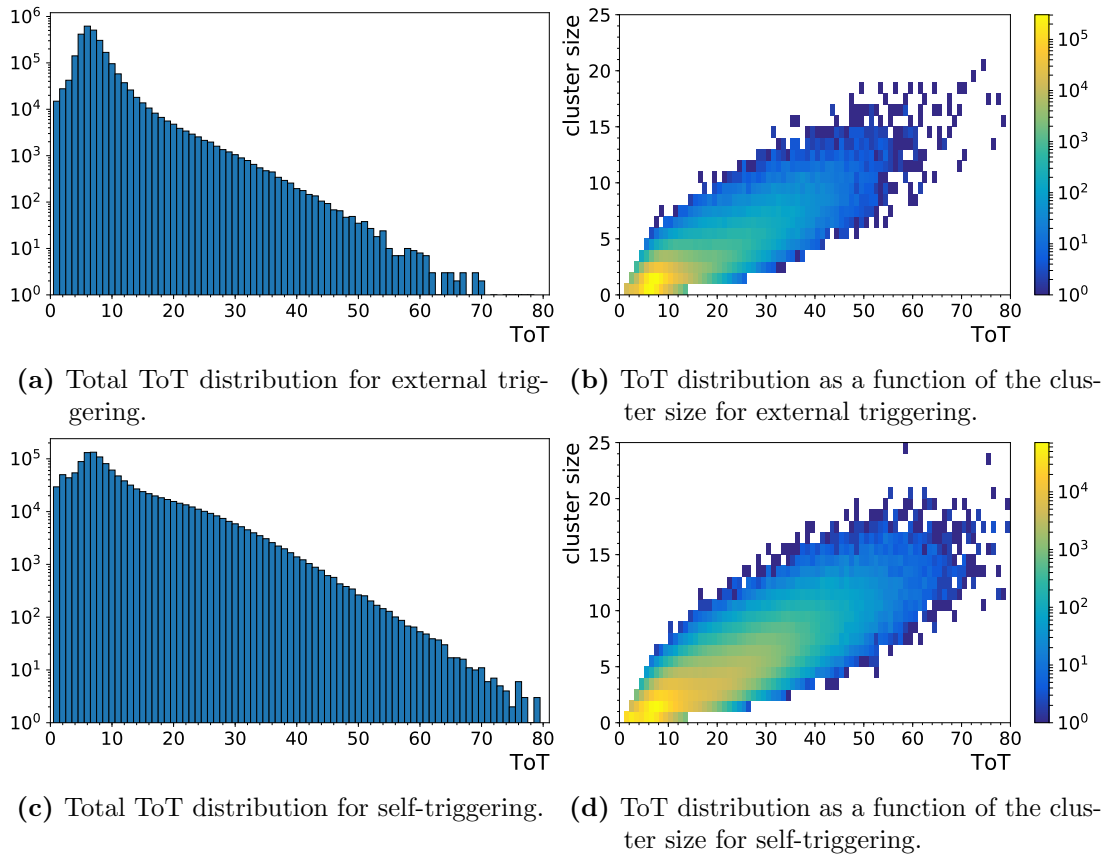 10^6
10^5
10^4
10^3
10^2
10^1
10^0
0 10 20 30 40 50 60 70 80
ToT
cluster size
25
20
15
10
5
0
0 10 20 30 40 50 60 70 80
ToT
10^5
10^4
10^3
10^2
10^1
10^0
(a) Total ToT distribution for external trig-
gering.
(b) ToT distribution as a function of the clus-
ter size for external triggering.
10^5
10^4
10^3
10^2
10^1
10^0
0 10 20 30 40 50 60 70 80
ToT
cluster size
25
20
15
10
5
0
0 10 20 30 40 50 60 70 80
ToT
10^4
10^3
10^2
10^1
10^0
(c) Total ToT distribution for self-triggering.
(d) ToT distribution as a function of the clus-
ter size for self-triggering.